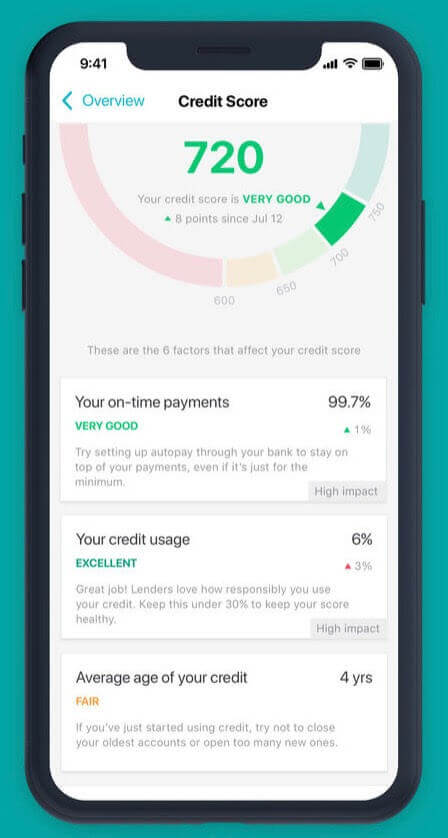 9:41
Overview
Credit Score
720
Your credit score is VERY GOOD
8 points since Jul 12
600
650
700
750
These are the 6 factors that affect your credit score
Your on-time payments 99.7%
VERY GOOD 1%
Try setting up autopay through your bank to stay on
top of your payments, even if it's just for the
minimum.
High impact
Your credit usage 6%
EXCELLENT 3%
Great job! Lenders love how responsibly you use
your credit. Keep this under 30% to keep your score
healthy.
High impact
Average age of your credit 4 yrs
FAIR
If you've just started using credit, try not to close
your oldest accounts or open too many new ones.